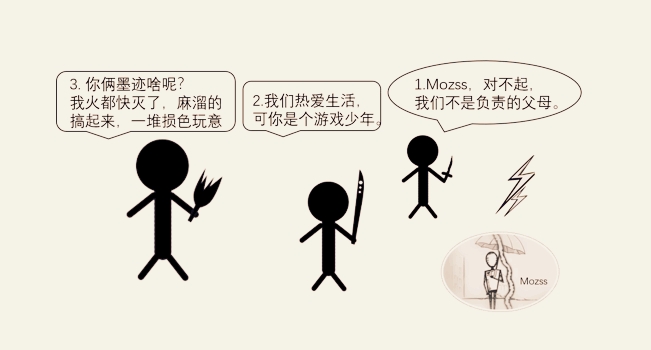 3. 你俩墨迹啥呢？
我火都快灭了，麻溜的
搞起来，一堆损色玩意
2.我们热爱生活，
可你是个游戏少年。
1.Mozss，对不起，
我们不是负责的父母。
Mozss